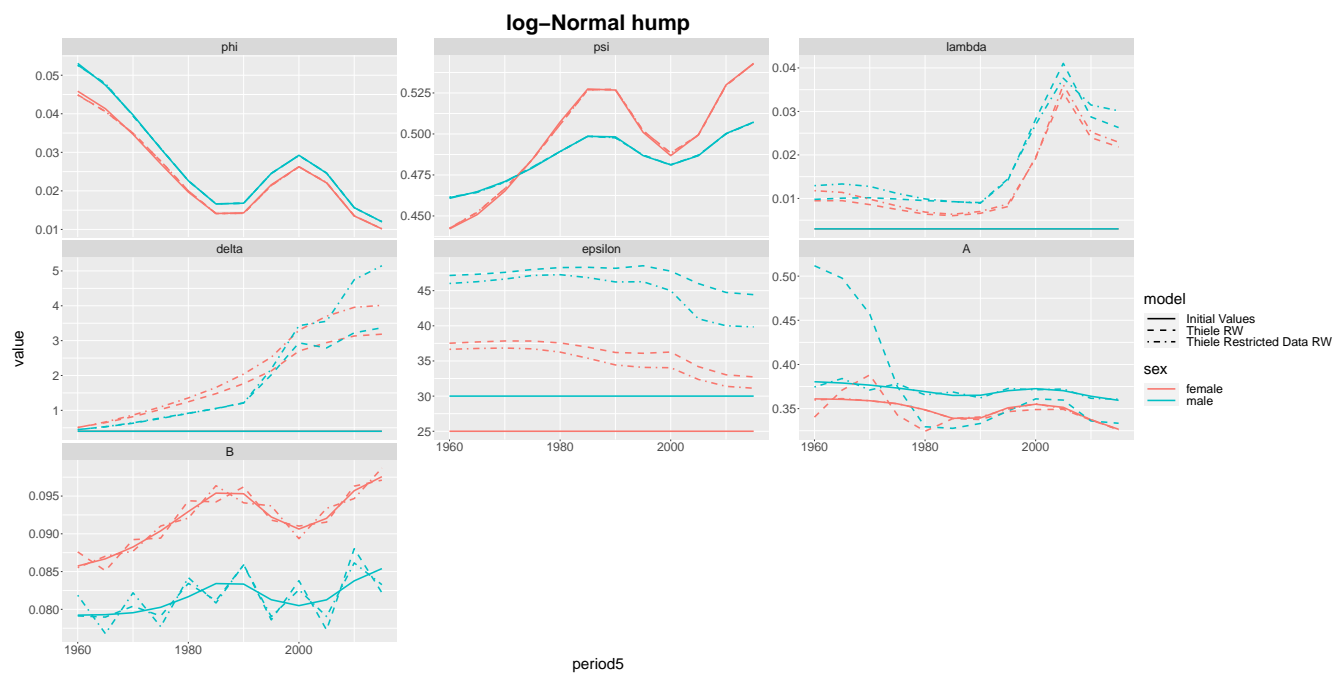 log−Normal hump
phi
psi
lambda
0.05
0.04
0.03
0.02
0.01
0.525
0.500
0.475
0.450
0.04
0.03
0.02
0.01
delta
epsilon
A
5
4
3
2
1
45
40
35
30
25
0.50
0.45
0.40
0.35
1960
1980
2000
1960
1980
2000
B
0.095
0.090
0.085
0.080
1960
1980
2000
value
period5
model
Initial Values
Thiele RW
Thiele Restricted Data RW
sex
female
male